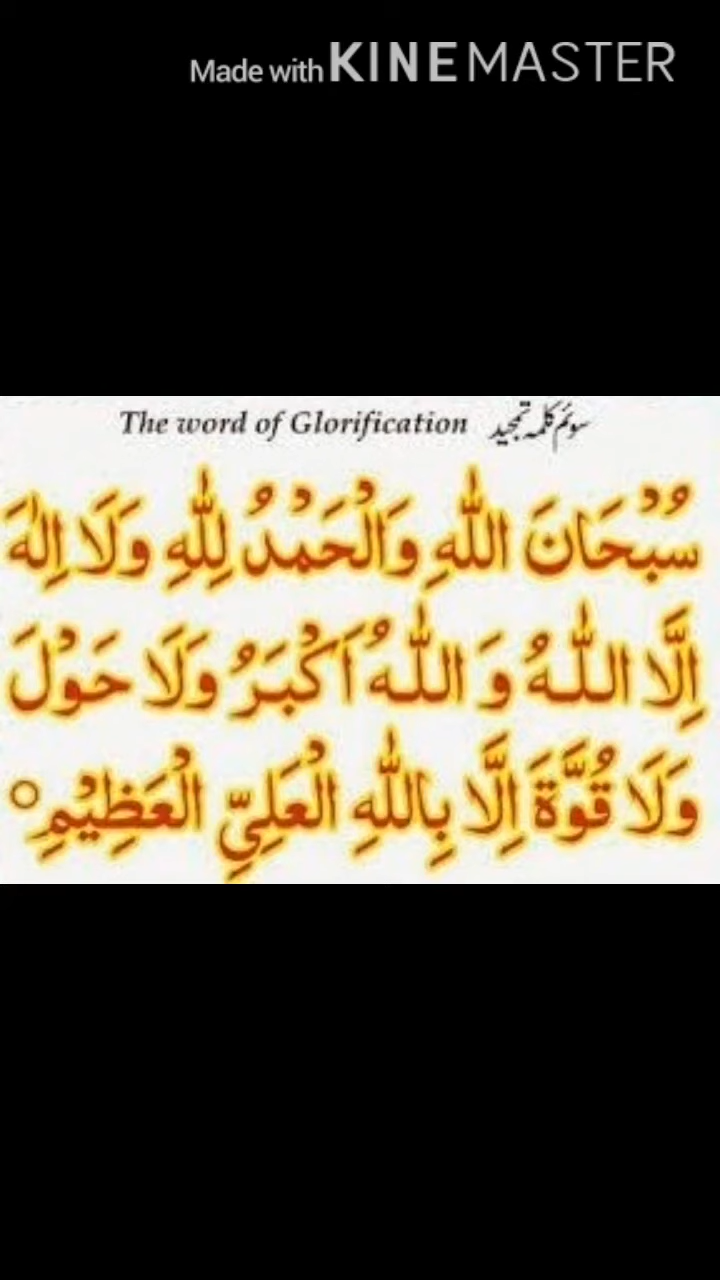 Made with KINEMASTER
The word of Glorification سوئم کلمہ تمجید
سُبْحَانَ اللّٰهِ وَالْحَمْدُ لِلّٰهِ وَلَا اِلٰهَ
اِلَّا اللّٰهُ وَ اللّٰهُ اَكْبَرُ وَلَا حَوْلَ
وَلَا قُوَّةَ اِلَّا بِاللّٰهِ الْعَلِيِّ الْعَظِيْمِ○